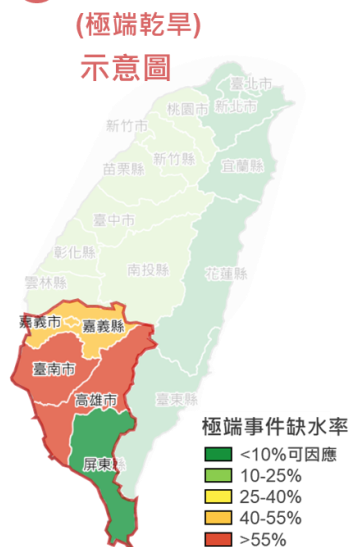 (極端乾旱)
示意圖
臺北市
新北市
桃園市
新竹市
新竹縣
宜蘭縣
苗栗縣
臺中市
彰化縣
南投縣
花蓮縣
雲林縣
嘉義市
嘉義縣
臺南市
高雄市
臺東縣
屏東縣
極端事件缺水率
<10%可因應
10-25%
25-40%
40-55%
>55%